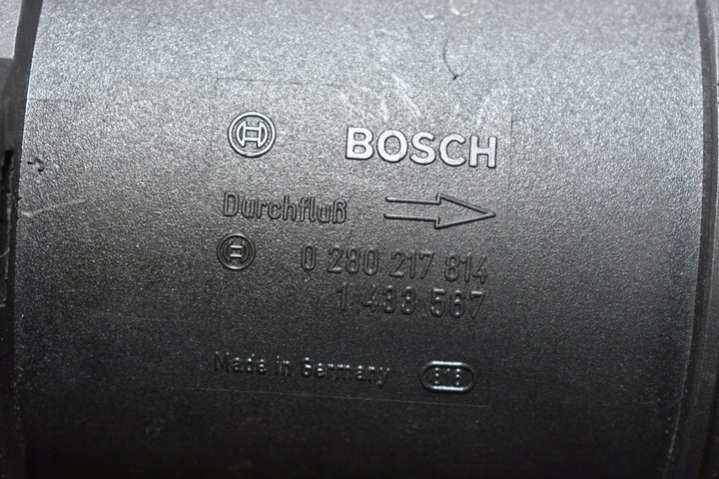 BOSCH
Durchfluß
0 280 217 814
1 433 567
Made in Germany